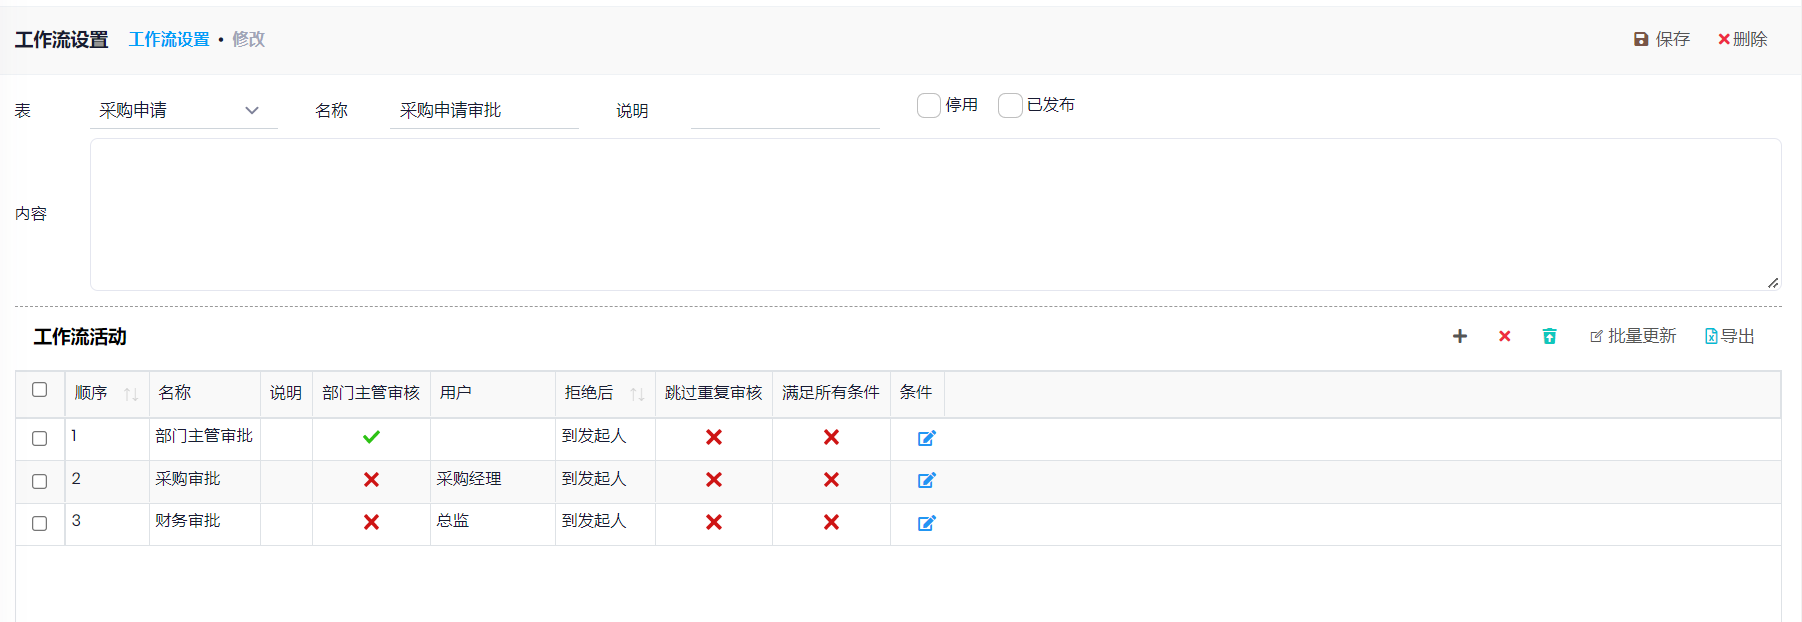 工作流设置 工作流设置 • 修改 保存 删除
表 采购申请 名称 采购申请审批 说明 停用 已发布
内容
工作流活动 批量更新 导出
顺序 名称 说明 部门主管审核 用户 拒绝后 跳过重复审核 满足所有条件 条件
1 部门主管审批 到发起人
2 采购审批 采购经理 到发起人
3 财务审批 总监 到发起人